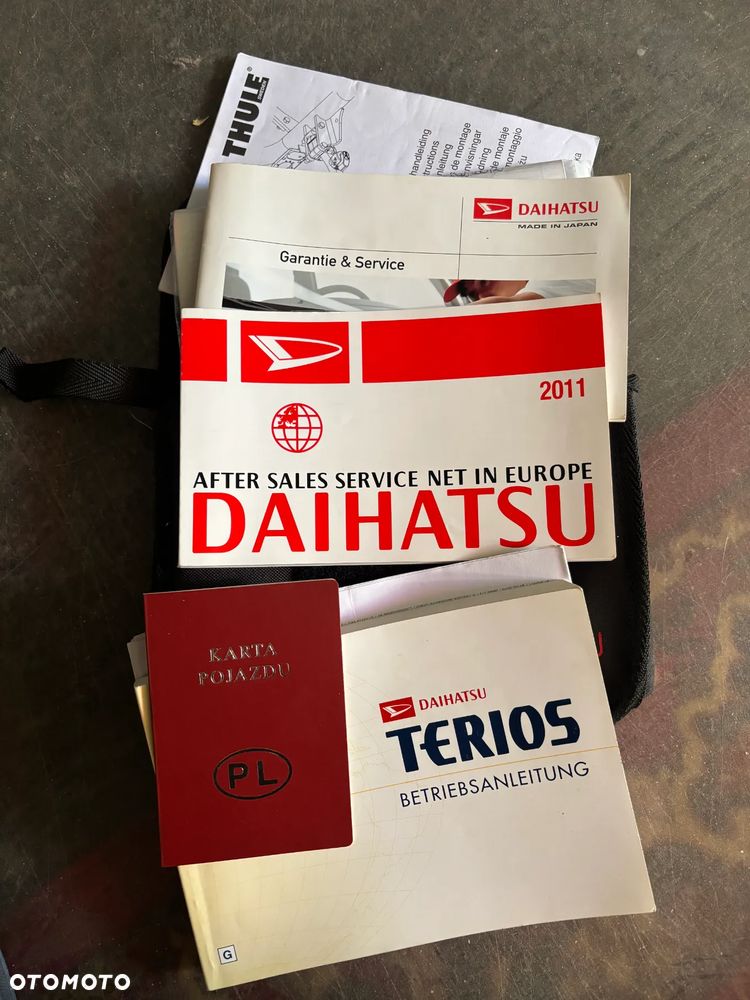 THULE®
SWEDEN
DAIHATSU
MADE IN JAPAN
Garantie & Service
2011
AFTER SALES SERVICE NET IN EUROPE
DAIHATSU
KARTA
POJAZDU
PL
DAIHATSU
TERIOS
BETRIEBSANLEITUNG
G
OTOMOTO